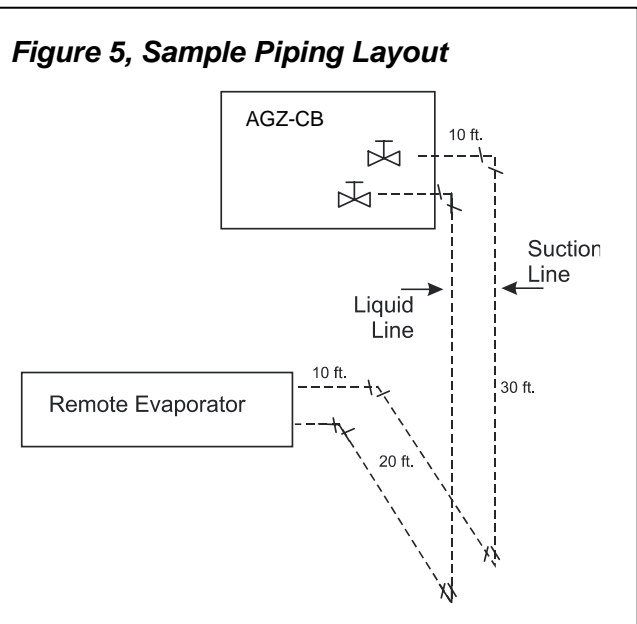 Figure 5, Sample Piping Layout
AGZ-CB
10 ft.
Suction
Line
Liquid
Line
10 ft.
30 ft.
Remote Evaporator
20 ft.